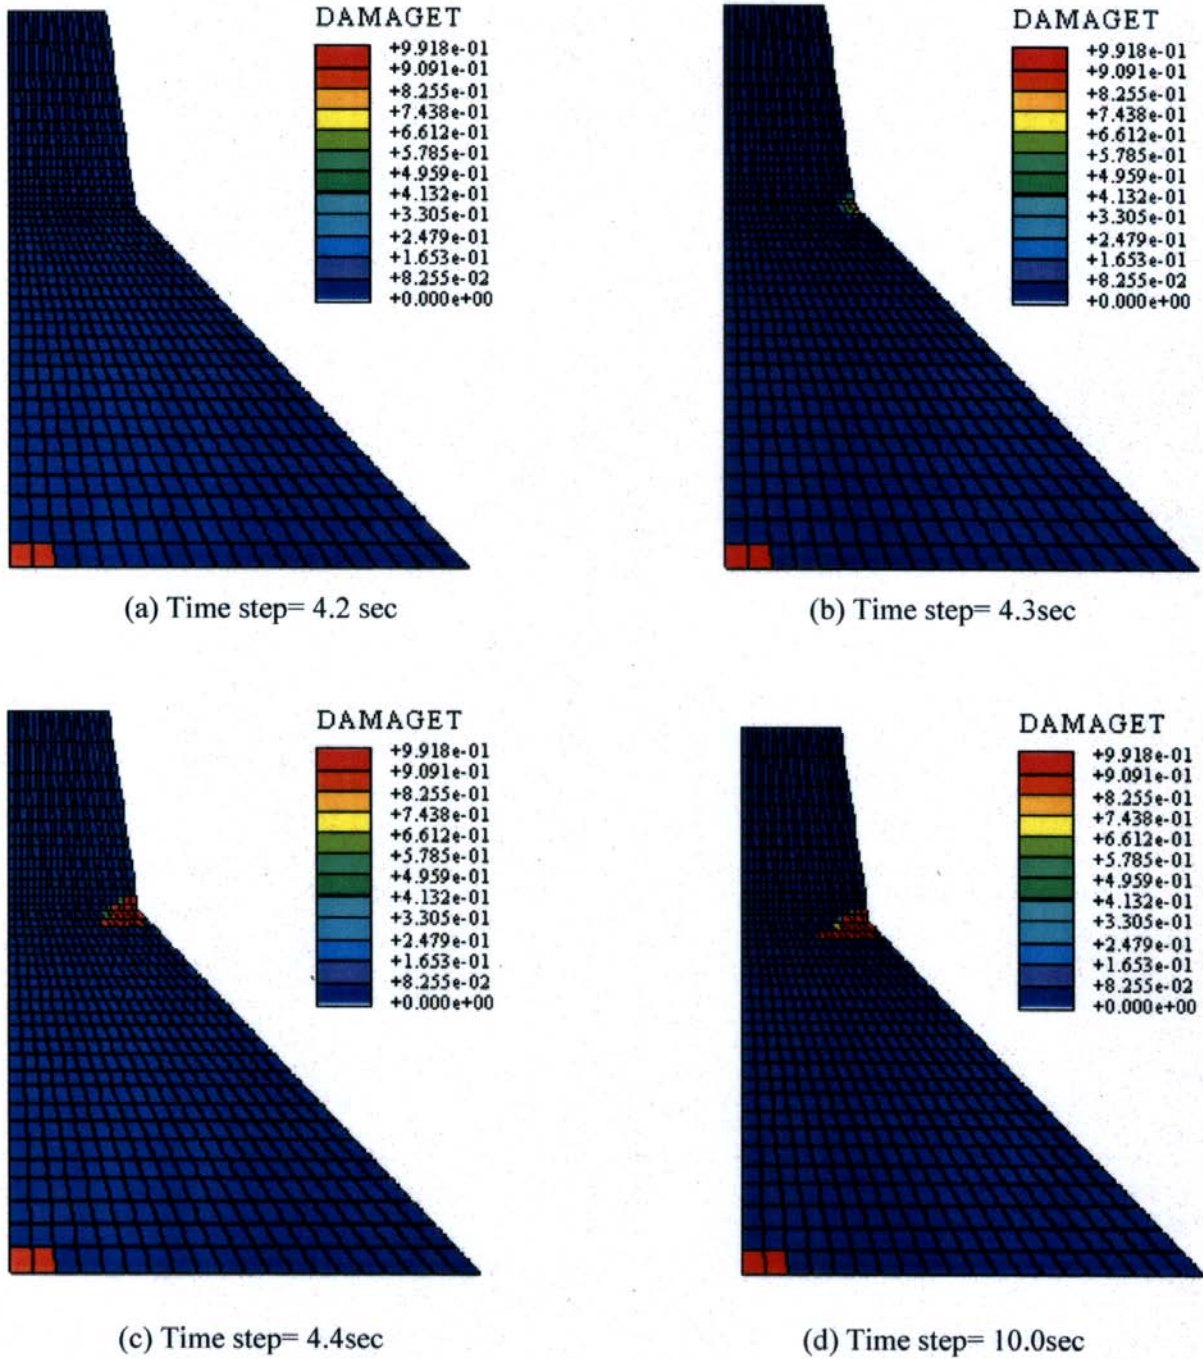 DAMAGET
+9.918e-01
+9.091e-01
+8.255e-01
+7.438e-01
+6.612e-01
+5.785e-01
+4.959e-01
+4.132e-01
+3.305e-01
+2.479e-01
+1.653e-01
+8.255e-02
+0.000e+00
(a) Time step= 4.2 sec
DAMAGET
+9.918e-01
+9.091e-01
+8.255e-01
+7.438e-01
+6.612e-01
+5.785e-01
+4.959e-01
+4.132e-01
+3.305e-01
+2.479e-01
+1.653e-01
+8.255e-02
+0.000e+00
(b) Time step= 4.3sec
DAMAGET
+9.918e-01
+9.091e-01
+8.255e-01
+7.438e-01
+6.612e-01
+5.785e-01
+4.959e-01
+4.132e-01
+3.305e-01
+2.479e-01
+1.653e-01
+8.255e-02
+0.000e+00
(c) Time step= 4.4sec
DAMAGET
+9.918e-01
+9.091e-01
+8.255e-01
+7.438e-01
+6.612e-01
+5.785e-01
+4.959e-01
+4.132e-01
+3.305e-01
+2.479e-01
+1.653e-01
+8.255e-02
+0.000e+00
(d) Time step= 10.0sec